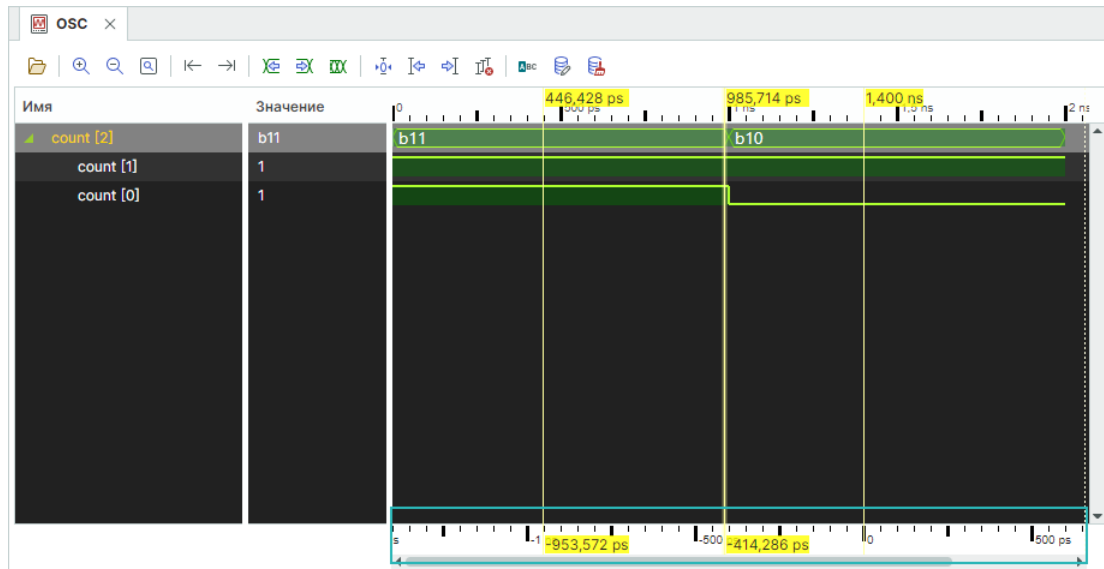 OSC
ABC
Имя
Значение
0
446,428 ps
500 ps
985,714 ps
1 ns
1,400 ns
1,5 ns
2 ns
count [2]
b11
b11
b10
count [1]
1
count [0]
1
s
-1
-953,572 ps
-500
-414,286 ps
0
500 ps